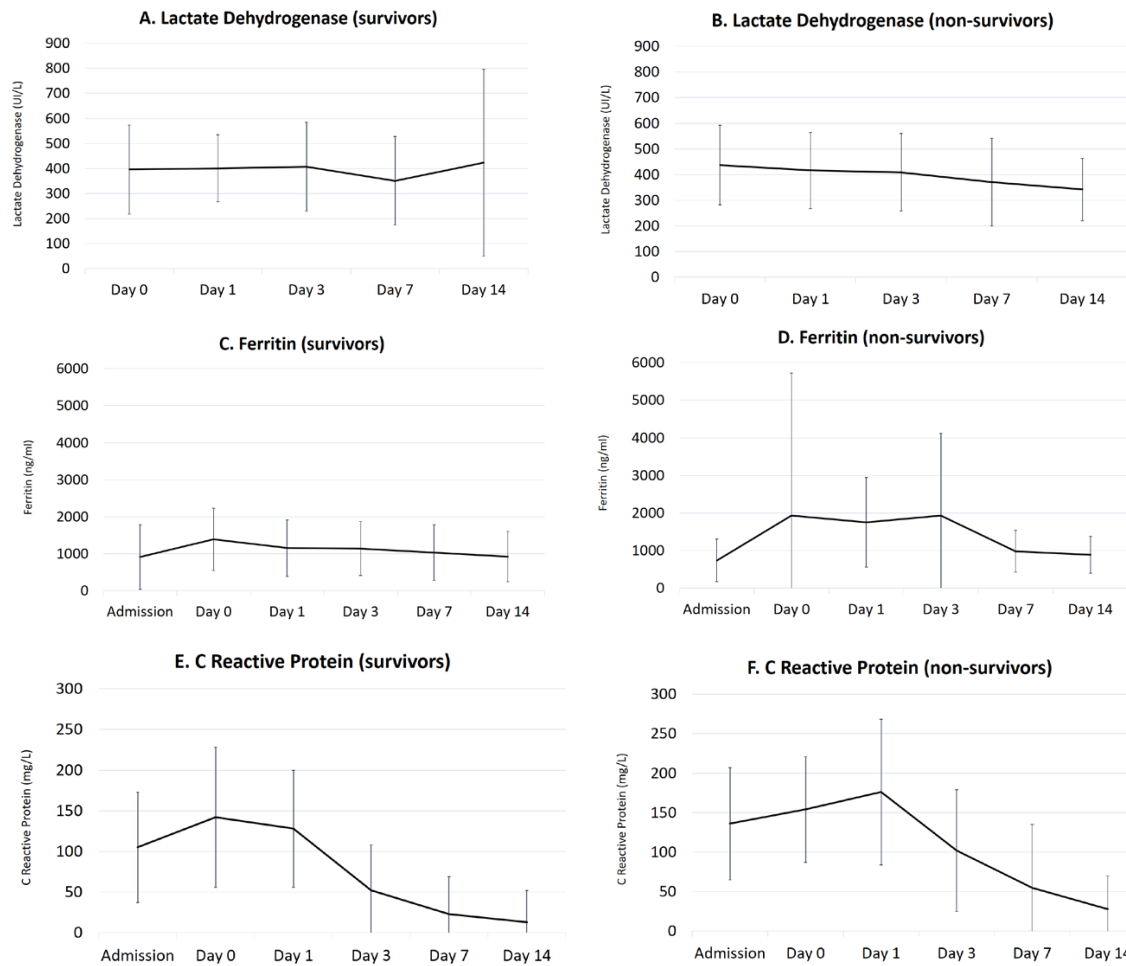 A. Lactate Dehydrogenase (survivors)
Lactate Dehydrogenase (UI/L)
900
800
700
600
500
400
300
200
100
0
Day 0 Day 1 Day 3 Day 7 Day 14
B. Lactate Dehydrogenase (non-survivors)
Lactate Dehydrogenase (UI/L)
900
800
700
600
500
400
300
200
100
0
Day 0 Day 1 Day 3 Day 7 Day 14
C. Ferritin (survivors)
Ferritin (ng/ml)
6000
5000
4000
3000
2000
1000
0
Admission Day 0 Day 1 Day 3 Day 7 Day 14
D. Ferritin (non-survivors)
Ferritin (ng/ml)
6000
5000
4000
3000
2000
1000
0
Admission Day 0 Day 1 Day 3 Day 7 Day 14
E. C Reactive Protein (survivors)
C Reactive Protein (mg/L)
300
250
200
150
100
50
0
Admission Day 0 Day 1 Day 3 Day 7 Day 14
F. C Reactive Protein (non-survivors)
C Reactive Protein (mg/L)
300
250
200
150
100
50
0
Admission Day 0 Day 1 Day 3 Day 7 Day 14